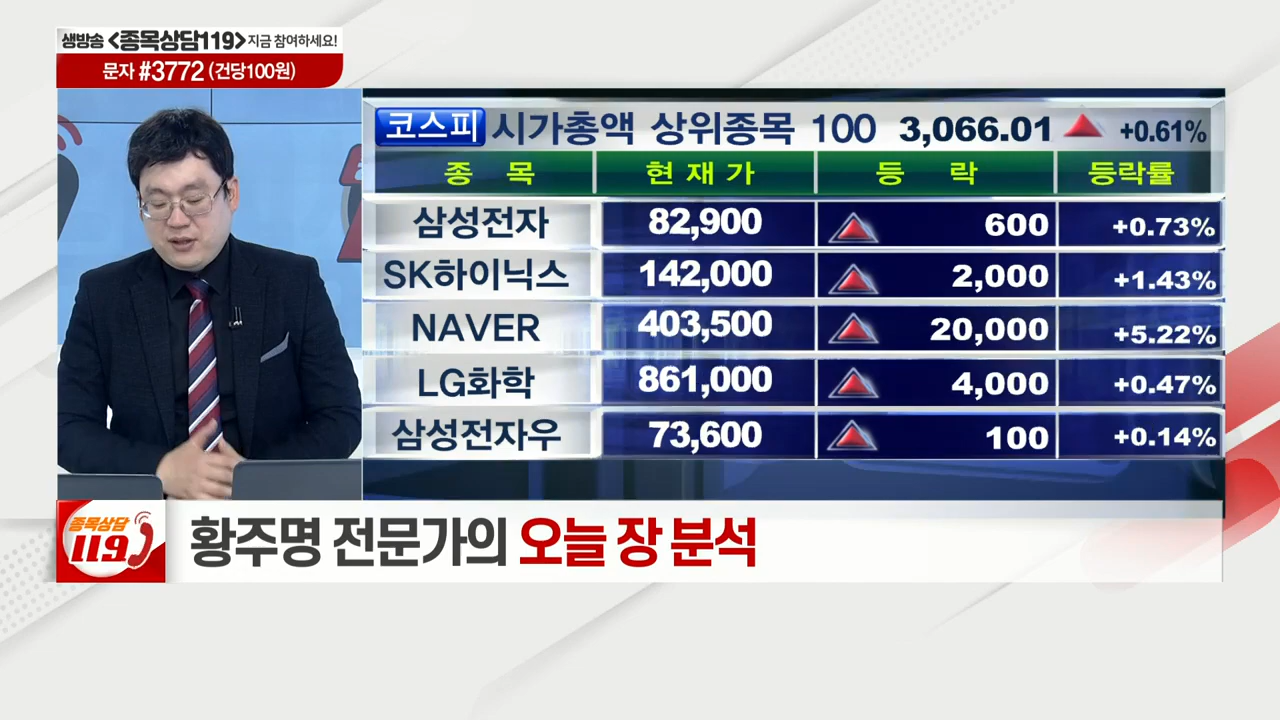 생방송 <종목상담119> 지금 참여하세요!
문자 #3772 (건당100원)
코스피 시가총액 상위종목 100 3,066.01 +0.61%
종 목 현 재 가 등 락 등락률
삼성전자 82,900 600 +0.73%
SK하이닉스 142,000 2,000 +1.43%
NAVER 403,500 20,000 +5.22%
LG화학 861,000 4,000 +0.47%
삼성전자우 73,600 100 +0.14%
종목상담
119
황주명 전문가의 오늘 장 분석